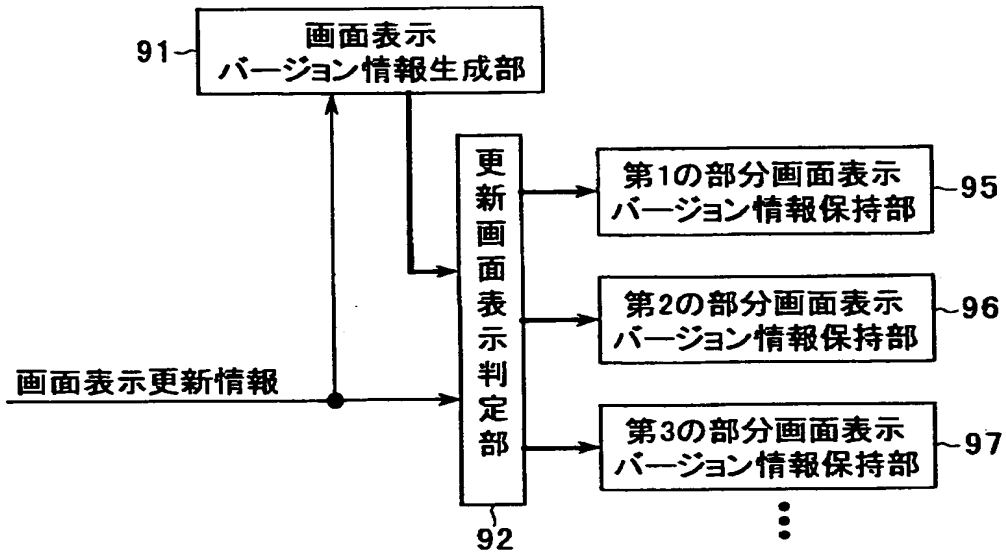 91
画面表示
バージョン情報生成部
更新画面表示判定部
92
第1の部分画面表示
バージョン情報保持部
95
第2の部分画面表示
バージョン情報保持部
96
第3の部分画面表示
バージョン情報保持部
97
画面表示更新情報